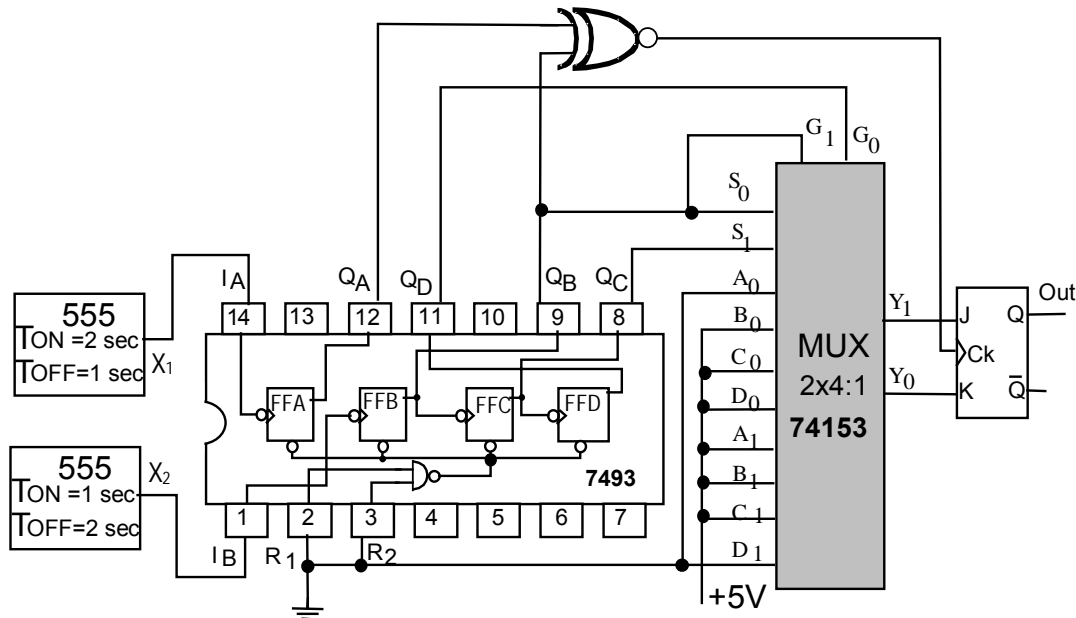 G1
G0
S0
S1
IA
QA
QD
QB
QC
A0
555
TON =2 sec
TOFF=1 sec
X1
14
13
12
11
10
9
8
B0
Y1
J
Q
Out
MUX
C0
Ck
2x4:1
Y0
FFA
FFB
FFC
FFD
D0
K
Q̅
74153
A1
555
TON =1 sec
TOFF=2 sec
X2
7493
B1
1
2
3
4
5
6
7
C1
IB
R1
R2
D1
+5V